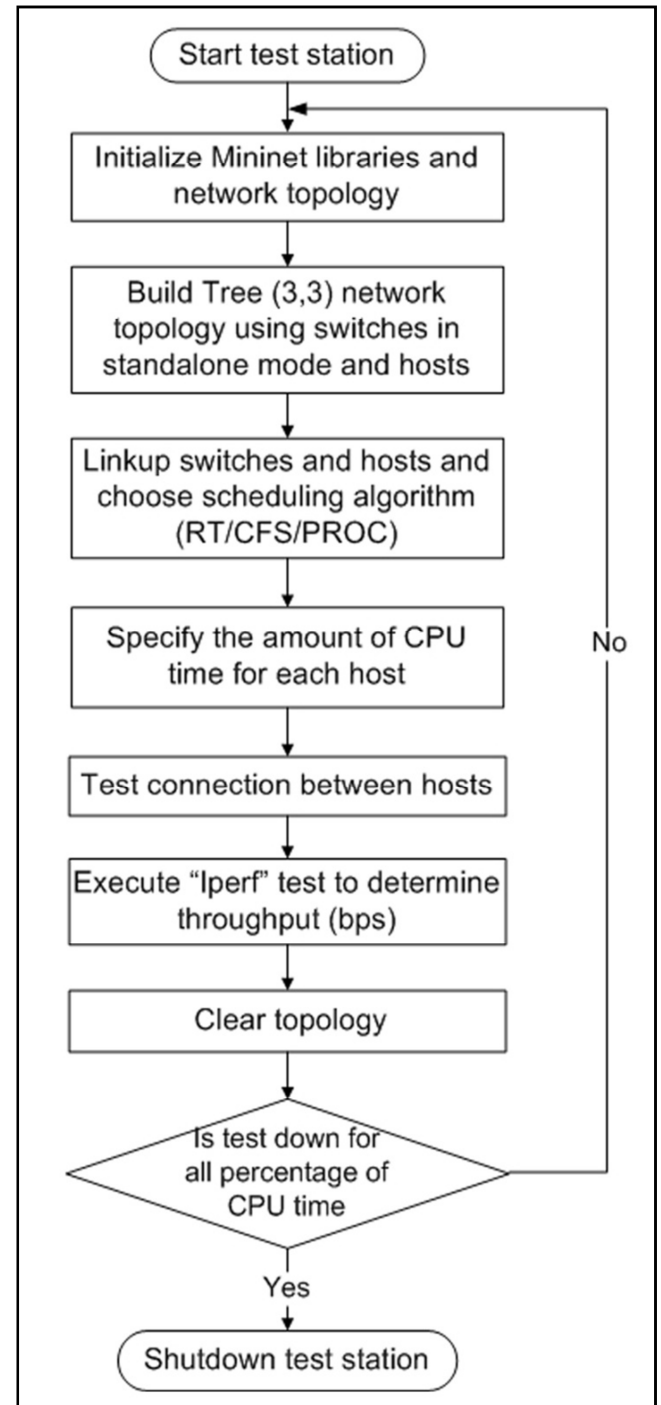 Start test station
Initialize Mininet libraries and
network topology
Build Tree (3,3) network
topology using switches in
standalone mode and hosts
Linkup switches and hosts and
choose scheduling algorithm
(RT/CFS/PROC)
Specify the amount of CPU
time for each host
No
Test connection between hosts
Execute “Iperf” test to determine
throughput (bps)
Clear topology
Is test down for
all percentage of
CPU time
Yes
Shutdown test station